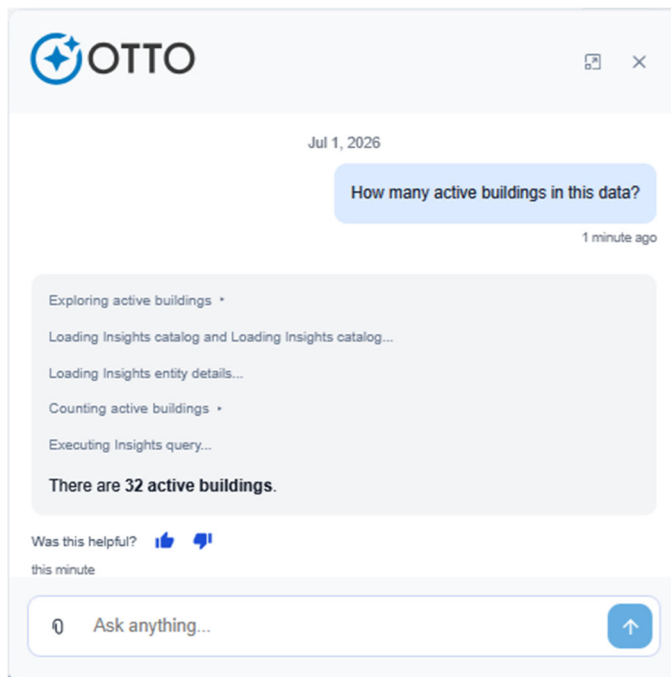 OTTO
Jul 1, 2026
How many active buildings in this data?
1 minute ago
Exploring active buildings
Loading Insights catalog and Loading Insights catalog...
Loading Insights entity details...
Counting active buildings
Executing Insights query...
There are 32 active buildings.
Was this helpful?
this minute
Ask anything...